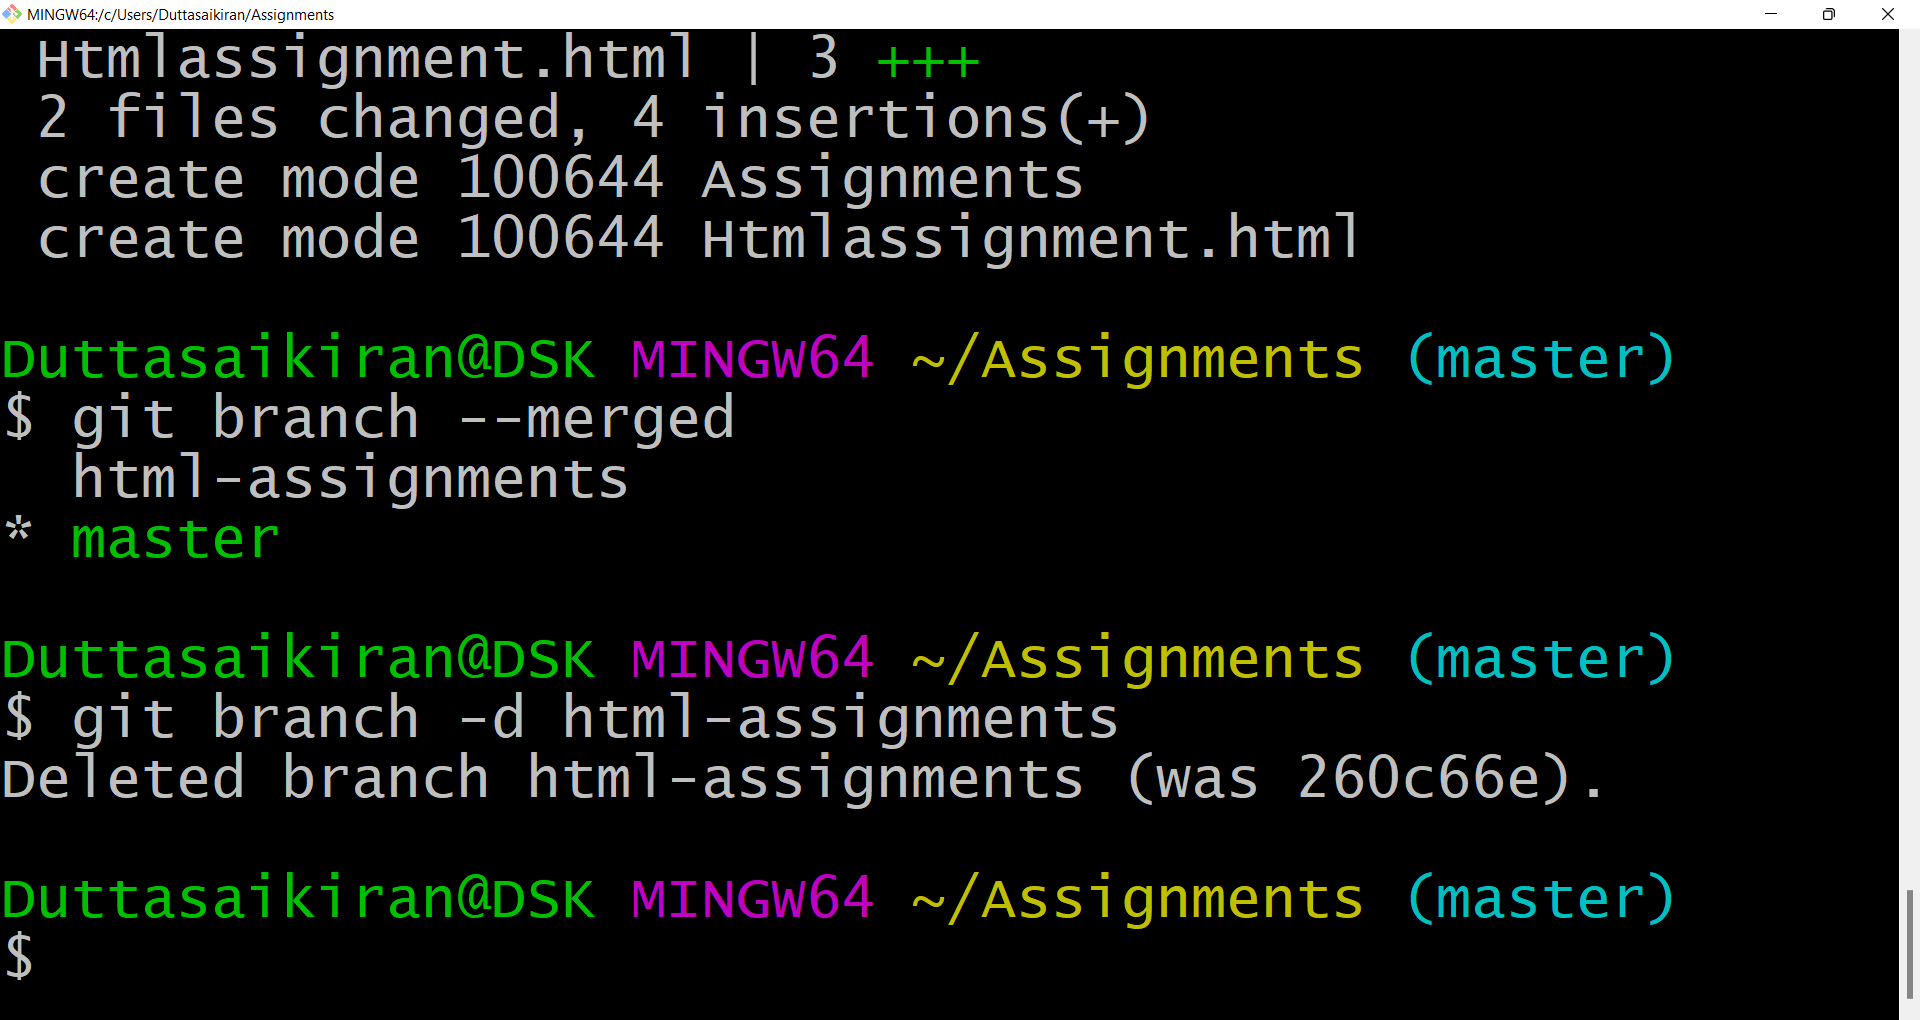 MINGW64:/c/Users/Duttasaikiran/Assignments
Htmlassignment.html | 3 +++
2 files changed, 4 insertions(+)
create mode 100644 Assignments
create mode 100644 Htmlassignment.html
Duttasaikiran@DSK MINGW64 ~/Assignments (master)
$ git branch --merged
html-assignments
* master
Duttasaikiran@DSK MINGW64 ~/Assignments (master)
$ git branch -d html-assignments
Deleted branch html-assignments (was 260c66e).
Duttasaikiran@DSK MINGW64 ~/Assignments (master)
$